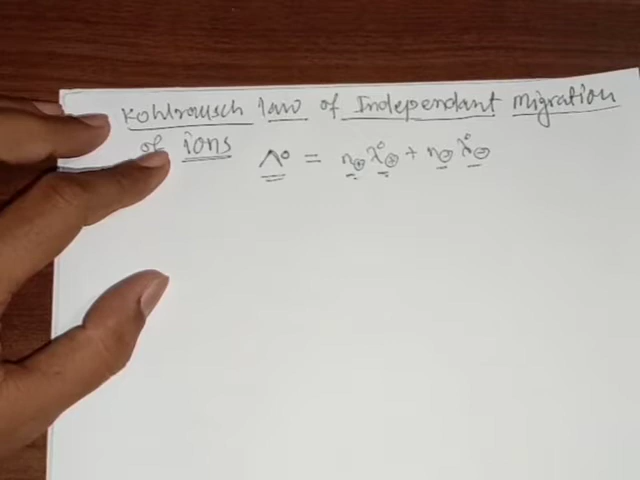 Kohlrausch law of Independant migration
of ions
Λ° = n⊕ λ°⊕ + n⊖ λ°⊖